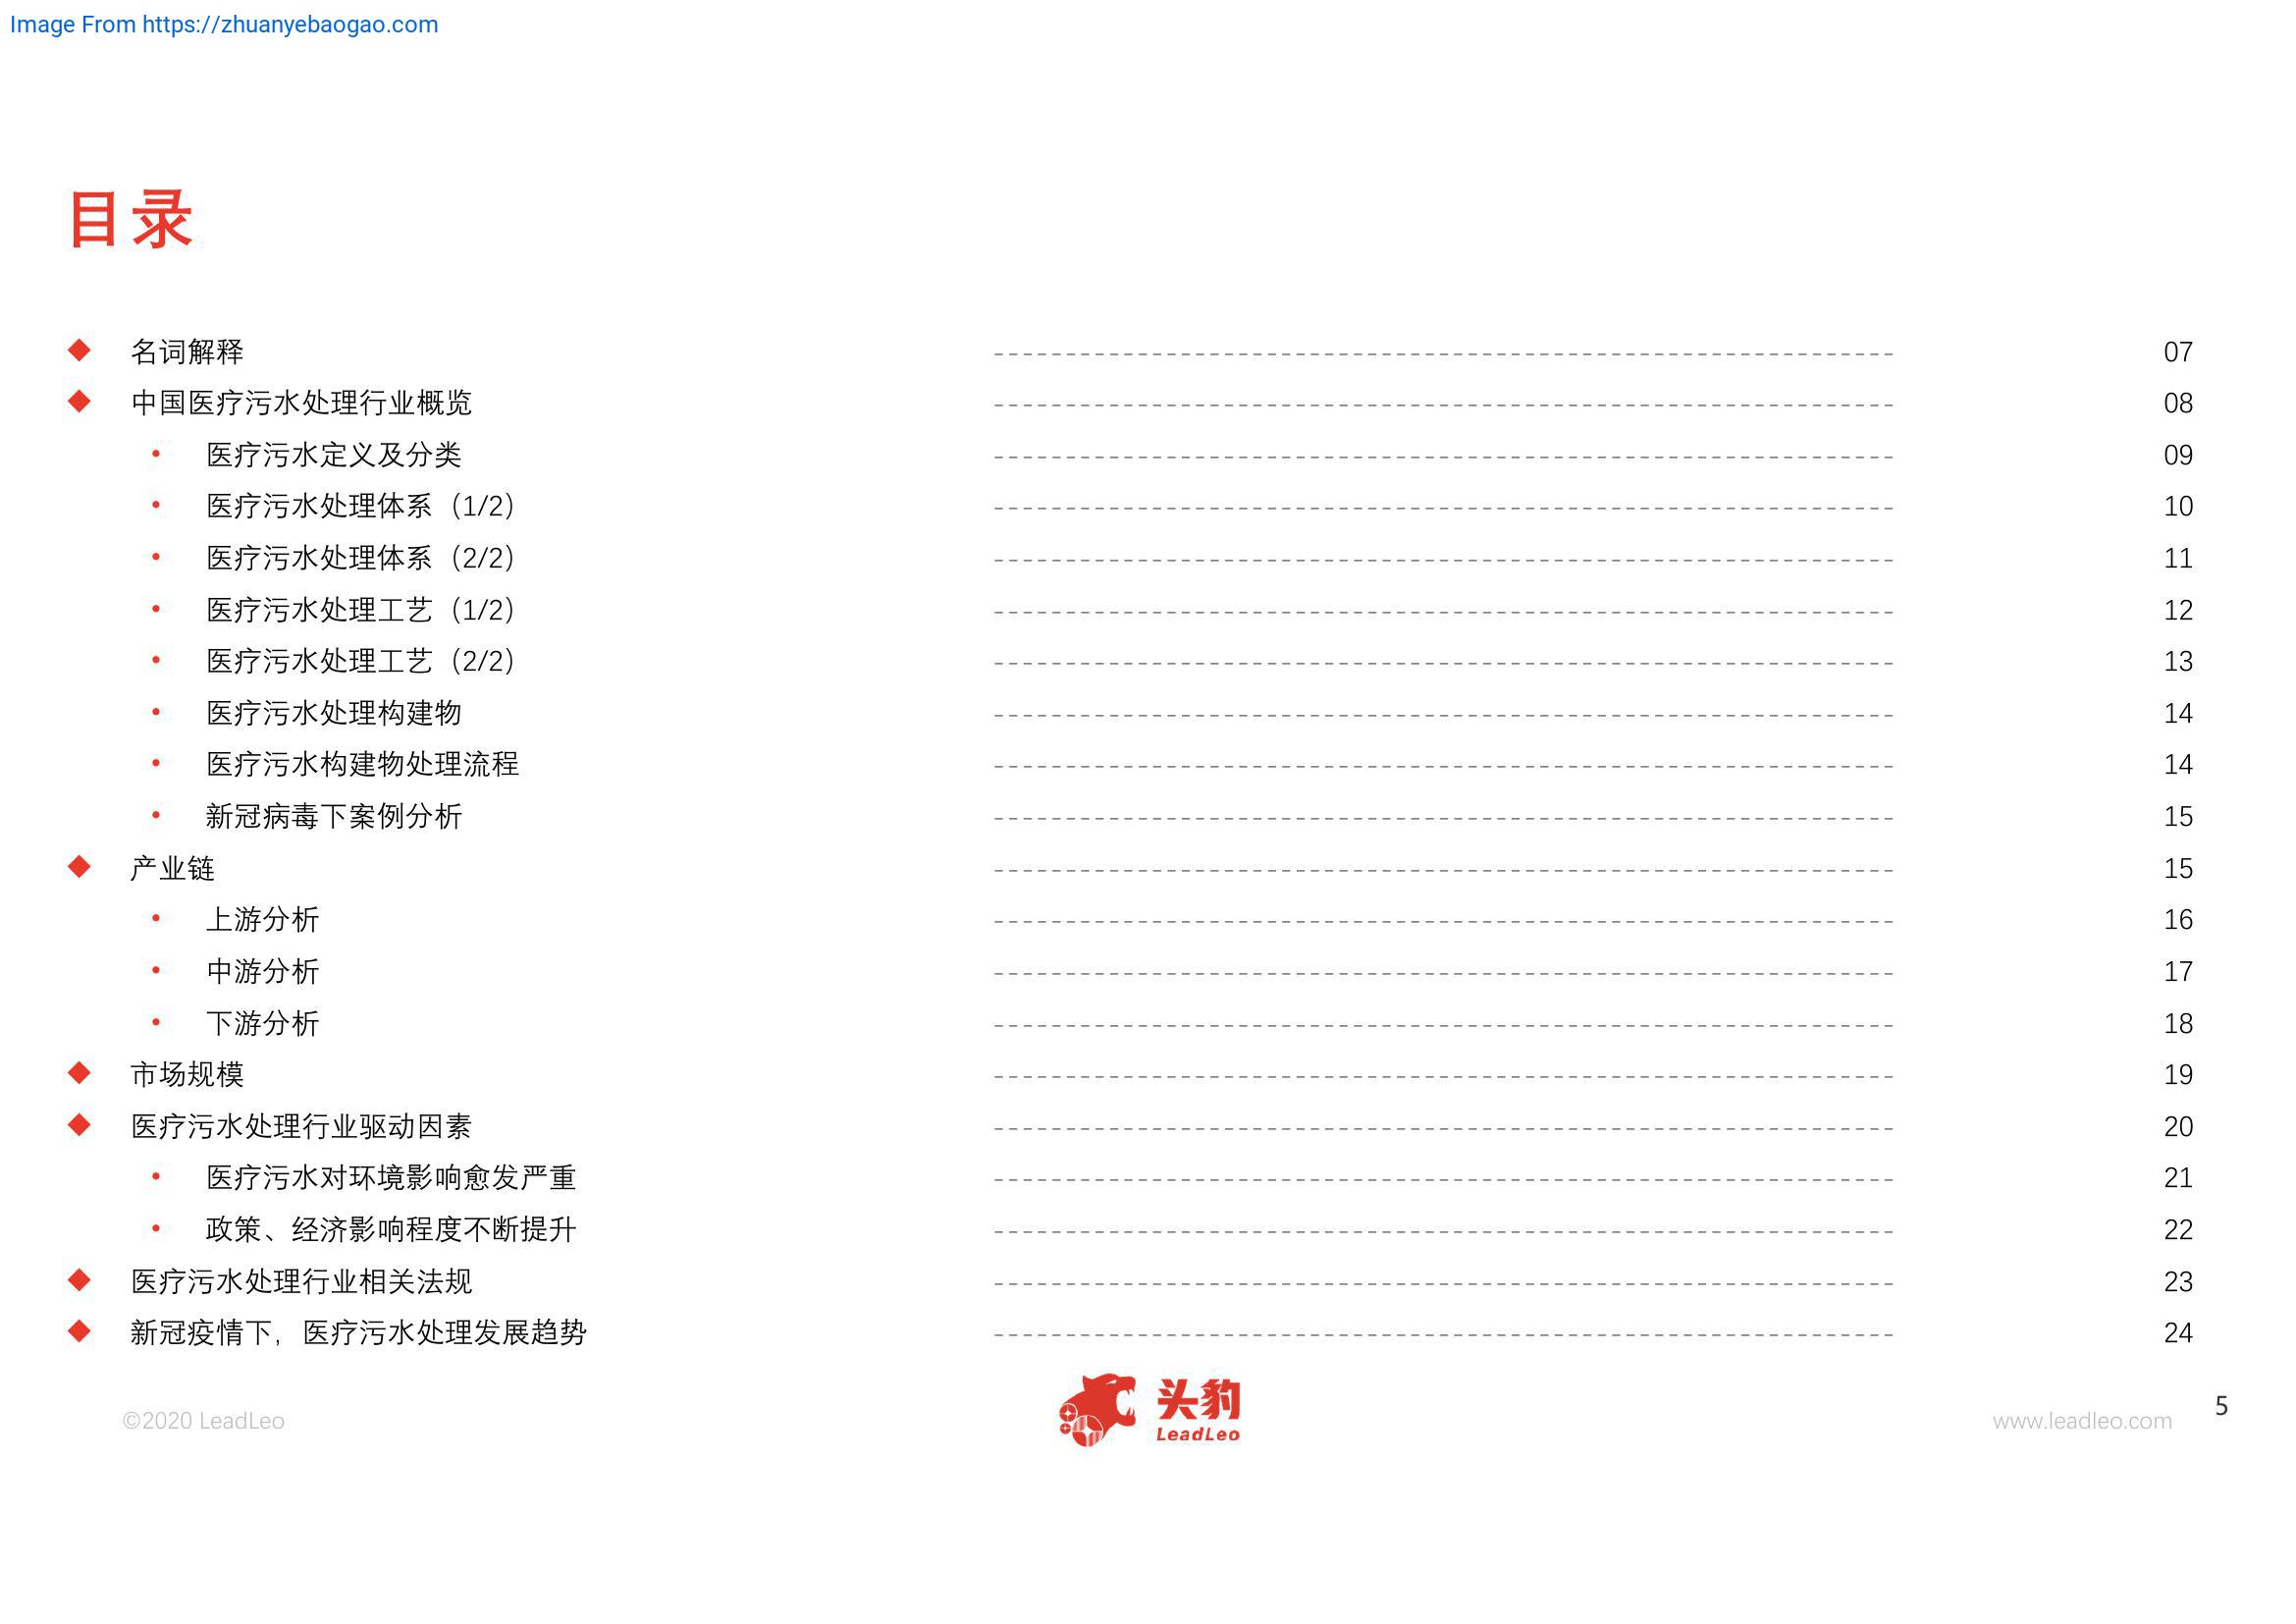 Image From https://zhuanyebaogao.com
目录
名词解释 07
中国医疗污水处理行业概览 08
医疗污水定义及分类 09
医疗污水处理体系（1/2） 10
医疗污水处理体系（2/2） 11
医疗污水处理工艺（1/2） 12
医疗污水处理工艺（2/2） 13
医疗污水处理构建物 14
医疗污水构建物处理流程 14
新冠病毒下案例分析 15
产业链 15
上游分析 16
中游分析 17
下游分析 18
市场规模 19
医疗污水处理行业驱动因素 20
医疗污水对环境影响愈发严重 21
政策、经济影响程度不断提升 22
医疗污水处理行业相关法规 23
新冠疫情下，医疗污水处理发展趋势 24
©2020 LeadLeo
头豹
LeadLeo
www.leadleo.com
5